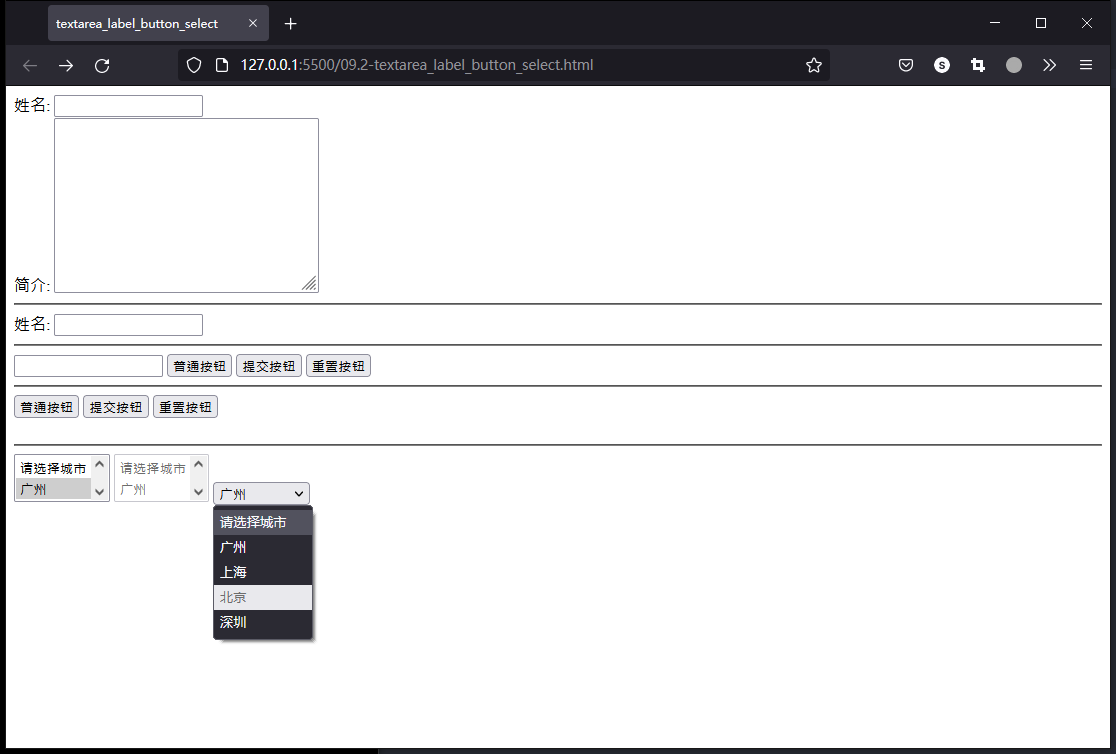 textarea_label_button_select
127.0.0.1:5500/09.2-textarea_label_button_select.html
S
姓名:
简介:
姓名:
普通按钮 提交按钮 重置按钮
普通按钮 提交按钮 重置按钮
请选择城市 请选择城市
广州 广州 广州
请选择城市
广州
上海
北京
深圳